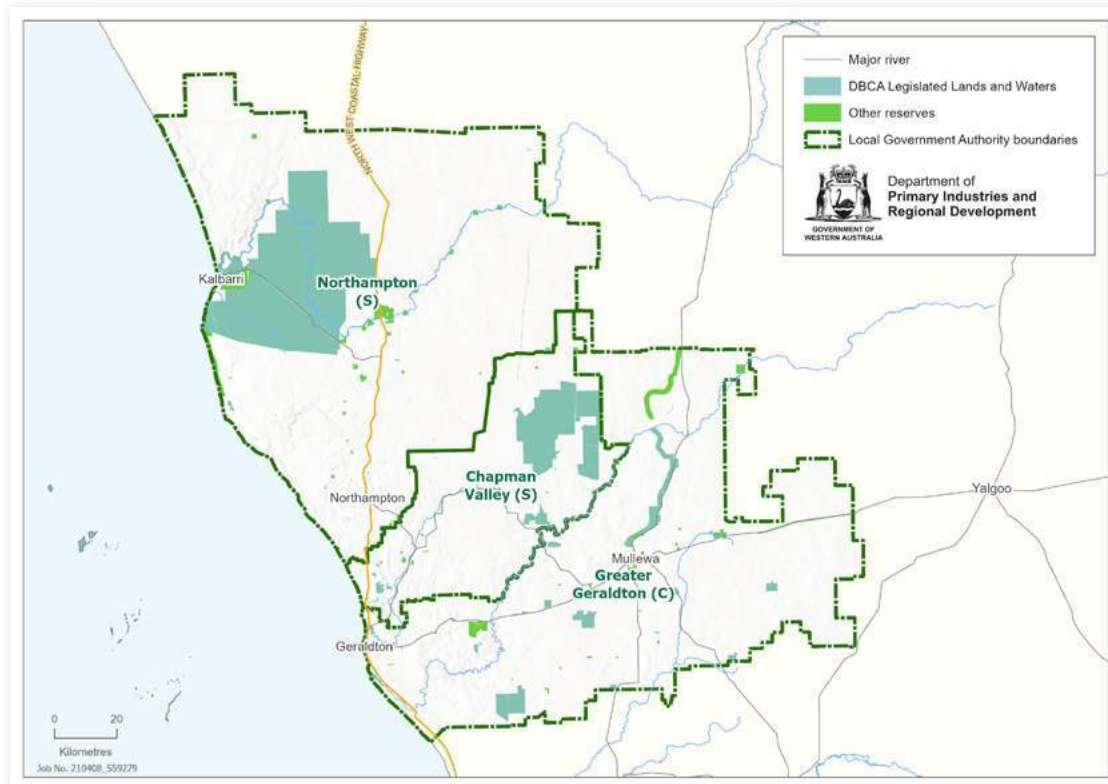 NORTH WEST COASTAL HIGHWAY
Major river
DBCA Legislated Lands and Waters
Other reserves
Local Government Authority boundaries
Department of
Primary Industries and
Regional Development
GOVERNMENT OF
WESTERN AUSTRALIA
Kalbarri
Northampton
(S)
Chapman
Valley (S)
Northampton
Yalgoo
Mullewa
Greater
Geraldton (C)
Geraldton
0 20
Kilometres
Job No. 210408_S59279